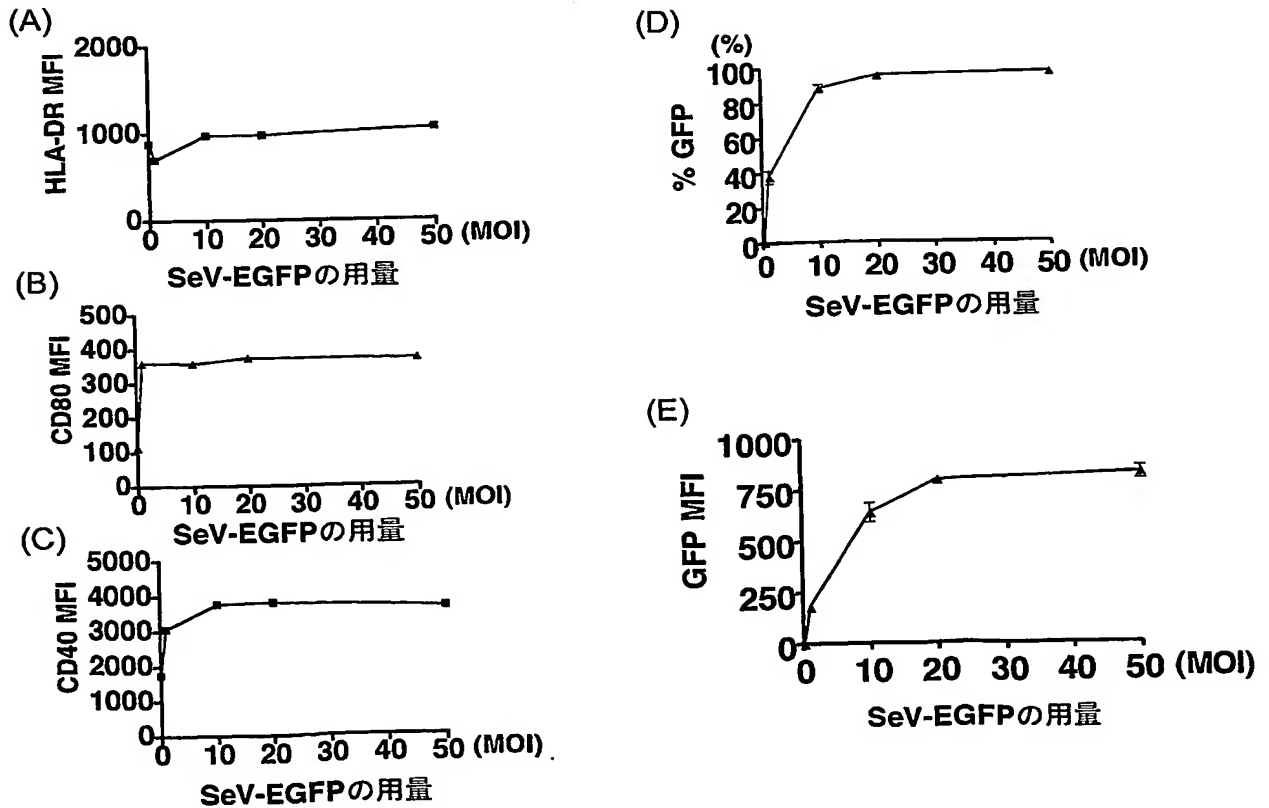 (A)
HLA-DR MFI
2000
1000
0
0 10 20 30 40 50 (MOI)
SeV-EGFPの用量
(B)
CD80 MFI
500
400
300
200
100
0
0 10 20 30 40 50 (MOI)
SeV-EGFPの用量
(C)
CD40 MFI
5000
4000
3000
2000
1000
0
0 10 20 30 40 50 (MOI)
SeV-EGFPの用量
(D)
(%)
% GFP
100
80
60
40
20
0
0 10 20 30 40 50 (MOI)
SeV-EGFPの用量
(E)
GFP MFI
1000
750
500
250
0
0 10 20 30 40 50 (MOI)
SeV-EGFPの用量